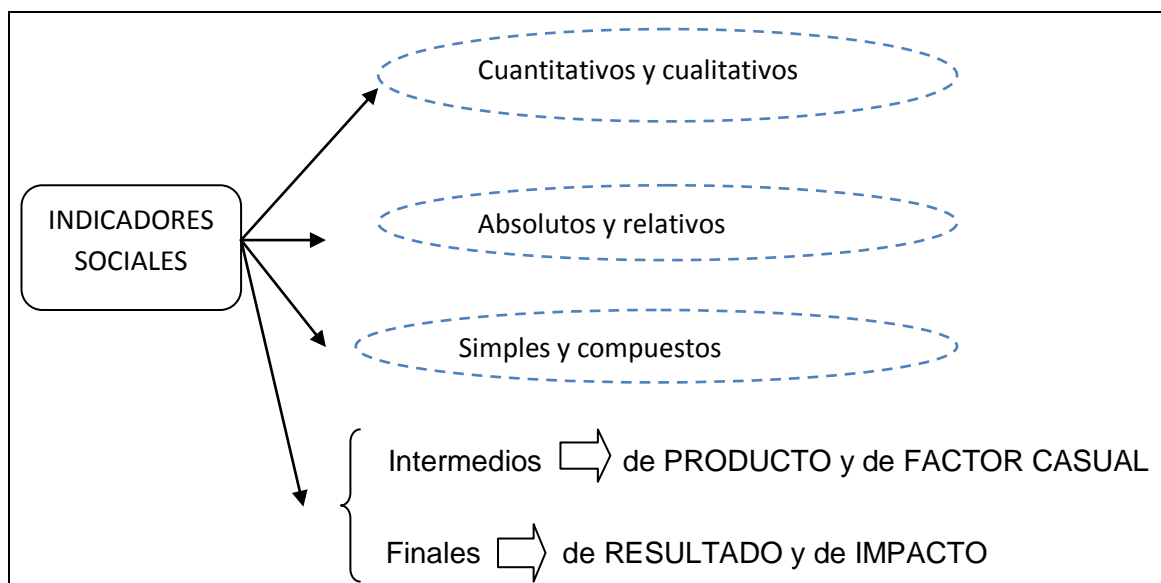 Cuantitativos y cualitativos
INDICADORES
SOCIALES
Absolutos y relativos
Simples y compuestos
Intermedios de PRODUCTO y de FACTOR CASUAL
Finales de RESULTADO y de IMPACTO